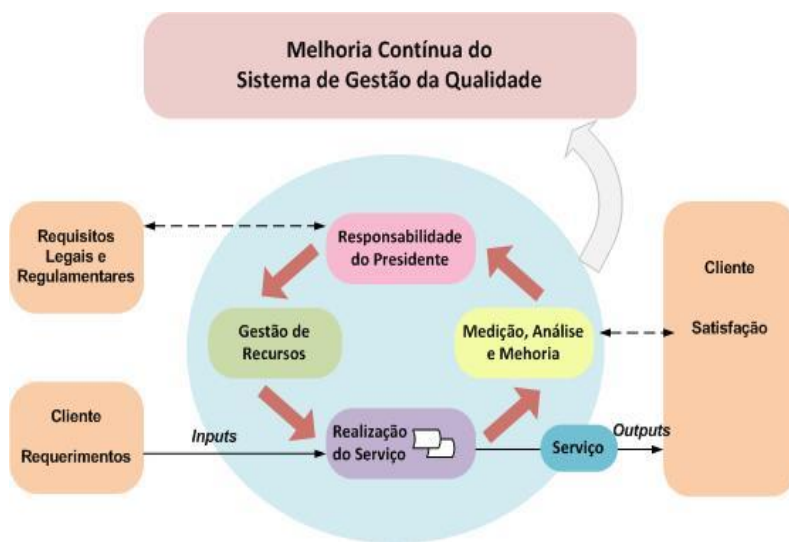 Melhoria Contínua do
Sistema de Gestão da Qualidade
Requisitos
Legais e
Regulamentares
Responsabilidade
do Presidente
Cliente
Satisfação
Gestão de
Recursos
Medição, Análise
e Mehoria
Cliente
Requerimentos
Inputs
Realização
do Serviço
Serviço
Outputs